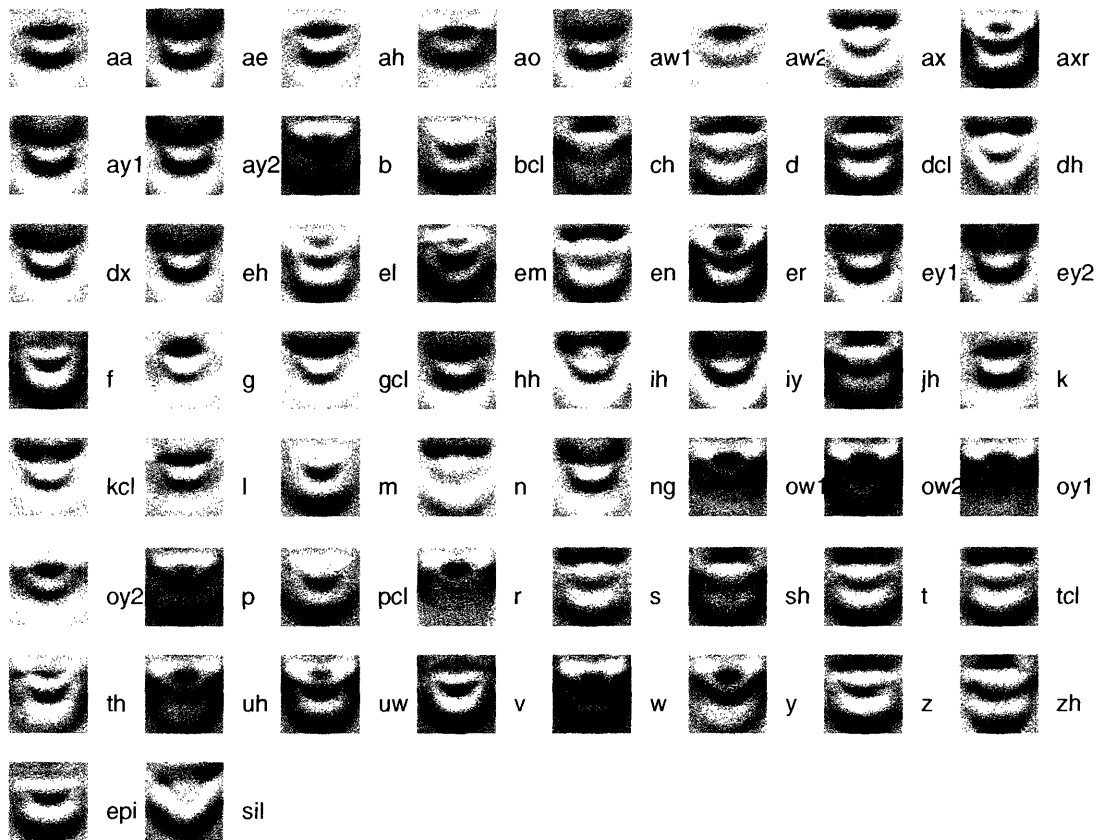 aa ae ah ao aw1 aw2 ax axr
ay1 ay2 b bcl ch d dcl dh
dx eh el em en er ey1 ey2
f g gcl hh ih iy jh k
kcl l m n ng ow1 ow2 oy1
oy2 p pcl r s sh t tcl
th uh uw v w y z zh
epi sil